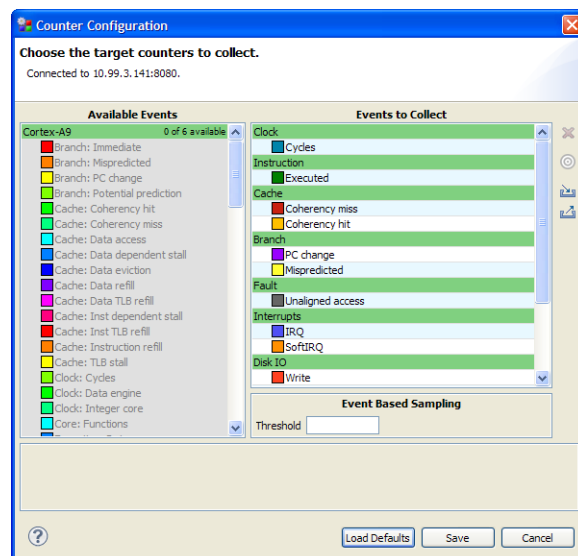 Counter Configuration
Choose the target counters to collect.
Connected to 10.99.3.141:8080.
Available Events
Cortex-A9 0 of 6 available
Branch: Immediate
Branch: Mispredicted
Branch: PC change
Branch: Potential prediction
Cache: Coherency hit
Cache: Coherency miss
Cache: Data access
Cache: Data dependent stall
Cache: Data eviction
Cache: Data refill
Cache: Data TLB refill
Cache: Inst dependent stall
Cache: Inst TLB refill
Cache: Instruction refill
Cache: TLB stall
Clock: Cycles
Clock: Data engine
Clock: Integer core
Core: Functions
Events to Collect
Clock
Cycles
Instruction
Executed
Cache
Coherency miss
Coherency hit
Branch
PC change
Mispredicted
Fault
Unaligned access
Interrupts
IRQ
SoftIRQ
Disk IO
Write
Event Based Sampling
Threshold
?
Load Defaults Save Cancel